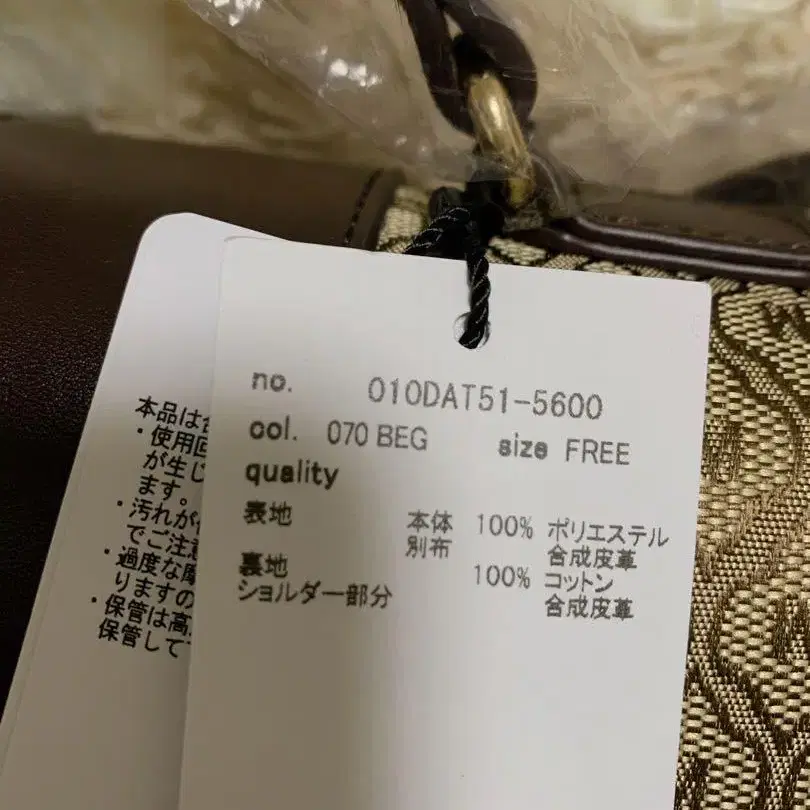 no. 010DAT51-5600
col. 070 BEG size FREE
quality
表地 本体 100% ポリエステル
別布 合成皮革
裏地 100% コットン
ショルダー部分 合成皮革
本品は
・使用
が生じ
ます。
・汚れが
でご注意
・過度な
りますの
・保管は高
保管して